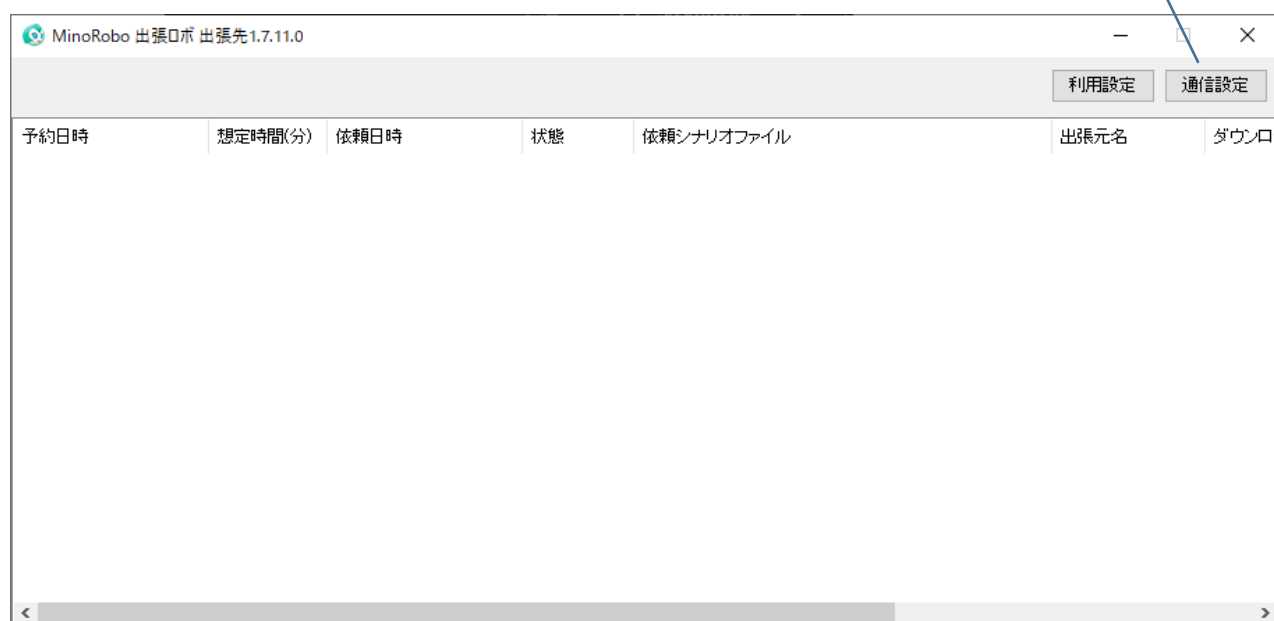 MinoRobo 出張ロボ 出張先1.7.11.0
利用設定 通信設定
予約日時 想定時間(分) 依頼日時 状態 依頼シナリオファイル 出張元名 ダウンロ